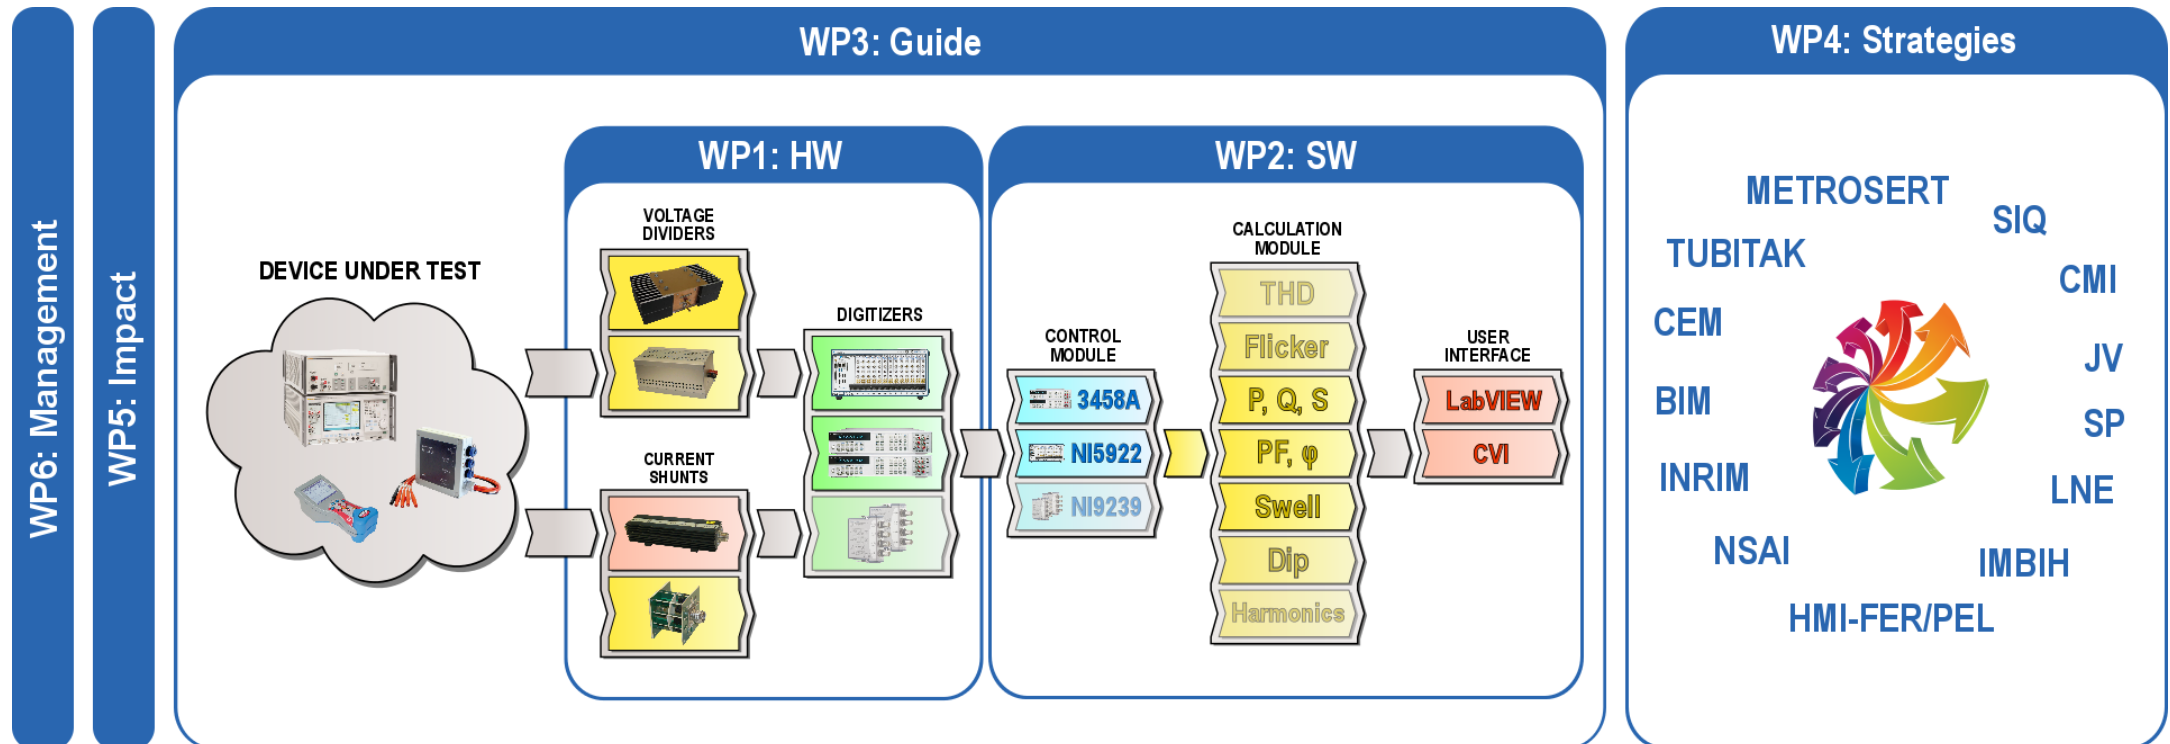 WP6: Management
WP5: Impact
WP3: Guide
DEVICE UNDER TEST
WP1: HW
VOLTAGE
DIVIDERS
CURRENT
SHUNTS
DIGITIZERS
WP2: SW
CONTROL
MODULE
3458A
NI5922
NI9239
CALCULATION
MODULE
THD
Flicker
P, Q, S
PF, φ
Swell
Dip
Harmonics
USER
INTERFACE
LabVIEW
CVI
WP4: Strategies
METROSERT
SIQ
TUBITAK
CMI
CEM
JV
BIM
SP
INRIM
LNE
NSAI
IMBIH
HMI-FER/PEL